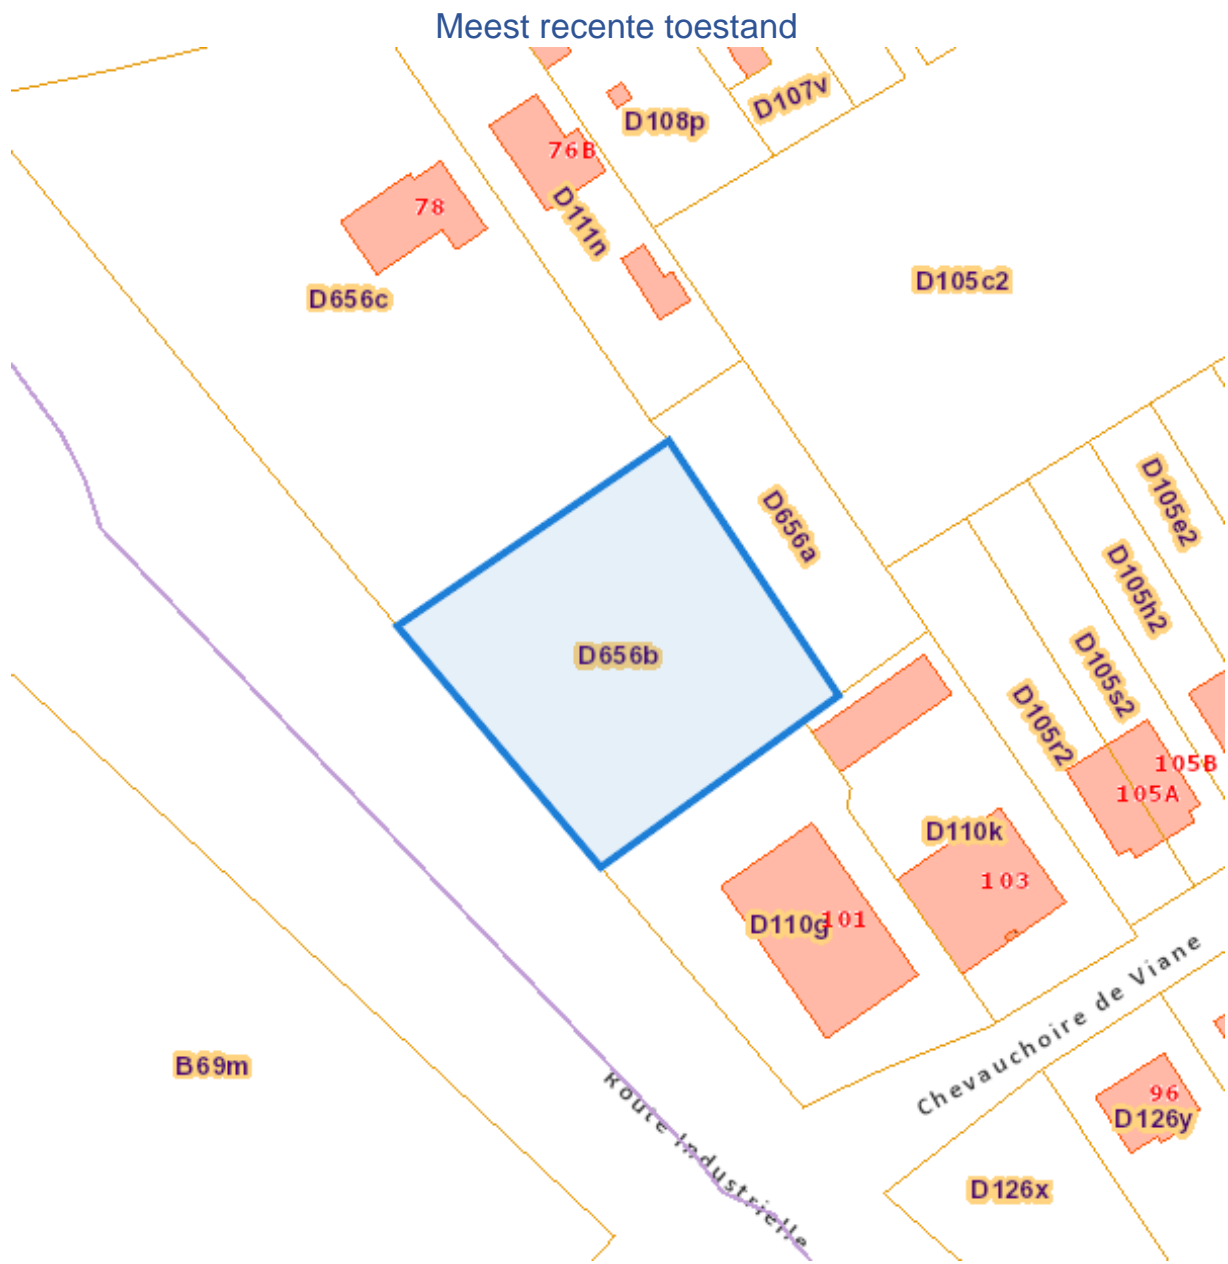 Meest recente toestand
D107v
D108p
76B
78
D111n
D105c2
D656c
D105e2
D656a
D105h2
D656b
D105s2
D105r2
105B
105A
D110k
103
D110g
101
Chevauchoire de Viane
B69m
Route Industrielle
96
D126y
D126x